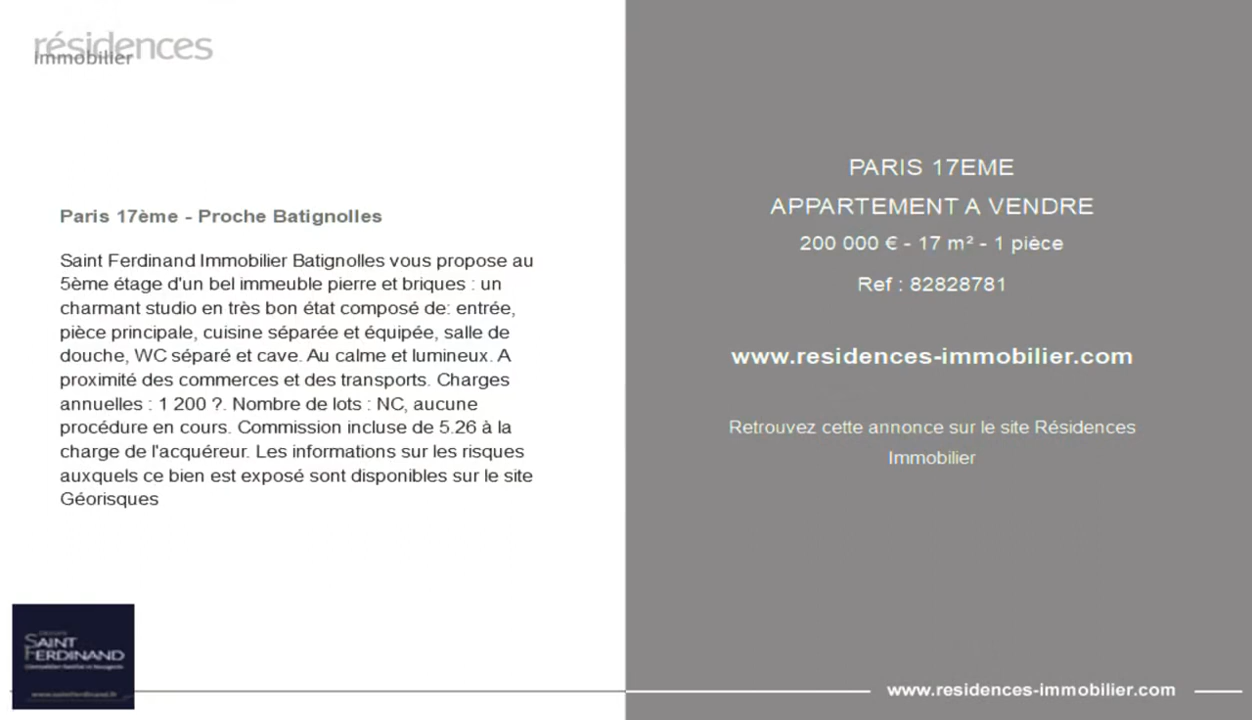 résidences
immobilier
Paris 17ème - Proche Batignolles
Saint Ferdinand Immobilier Batignolles vous propose au
5ème étage d'un bel immeuble pierre et briques : un
charmant studio en très bon état composé de: entrée,
pièce principale, cuisine séparée et équipée, salle de
douche, WC séparé et cave. Au calme et lumineux. A
proximité des commerces et des transports. Charges
annuelles : 1 200 ?. Nombre de lots : NC, aucune
procédure en cours. Commission incluse de 5.26 à la
charge de l'acquéreur. Les informations sur les risques
auxquels ce bien est exposé sont disponibles sur le site
Géorisques
SAINT
FERDINAND
www.saintferdinand.fr
PARIS 17EME
APPARTEMENT A VENDRE
200 000 € - 17 m² - 1 pièce
Ref : 82828781
www.residences-immobilier.com
Retrouvez cette annonce sur le site Résidences
Immobilier
www.residences-immobilier.com